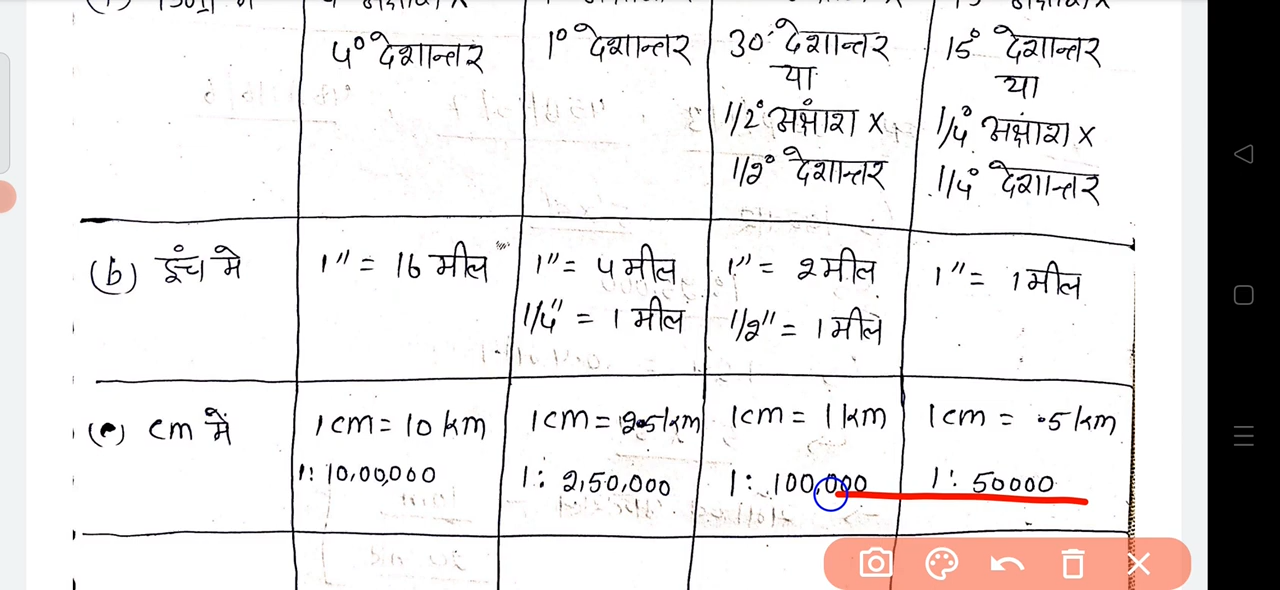 4° देशान्तर
1° देशान्तर
30' देशान्तर
या
1/2° अक्षांश X
1/2° देशान्तर
15° देशान्तर
या
1/4° अक्षांश X
1/4° देशान्तर
(b) इंच मे
1" = 16 मील
1" = 4 मील
1/4" = 1 मील
1" = 2 मील
1/2" = 1 मील
1" = 1 मील
(c) cm में
1 cm = 10 km
1: 10,00,000
1 cm = 2.5 km
1: 2,50,000
1cm = 1 km
1: 100,000
1 cm = .5 km
1: 50000